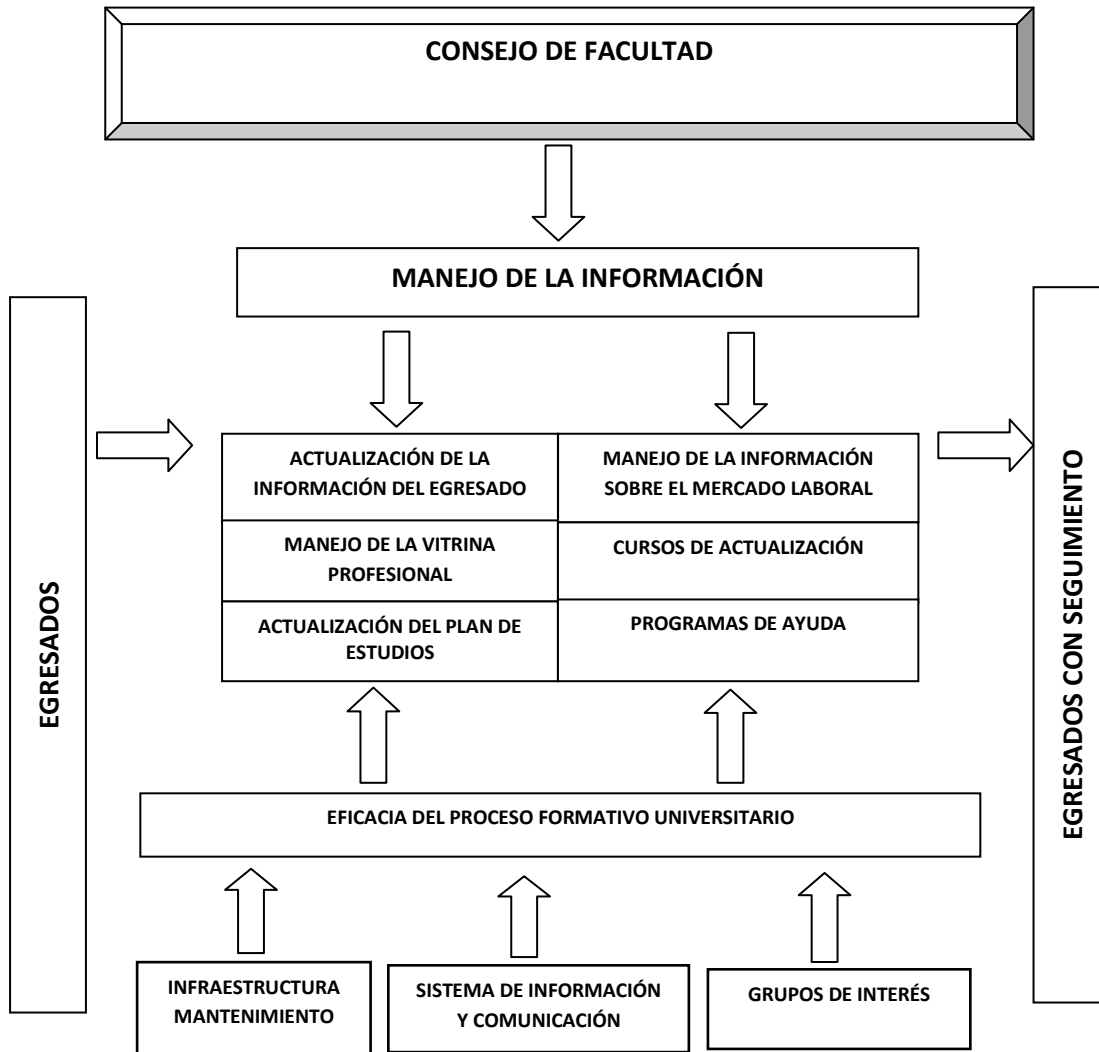 CONSEJO DE FACULTAD
MANEJO DE LA INFORMACIÓN
EGRESADOS
ACTUALIZACIÓN DE LA
INFORMACIÓN DEL EGRESADO
MANEJO DE LA INFORMACIÓN
SOBRE EL MERCADO LABORAL
MANEJO DE LA VITRINA
PROFESIONAL
CURSOS DE ACTUALIZACIÓN
ACTUALIZACIÓN DEL PLAN DE
ESTUDIOS
PROGRAMAS DE AYUDA
EGRESADOS CON SEGUIMIENTO
EFICACIA DEL PROCESO FORMATIVO UNIVERSITARIO
INFRAESTRUCTURA
MANTENIMIENTO
SISTEMA DE INFORMACIÓN
Y COMUNICACIÓN
GRUPOS DE INTERÉS